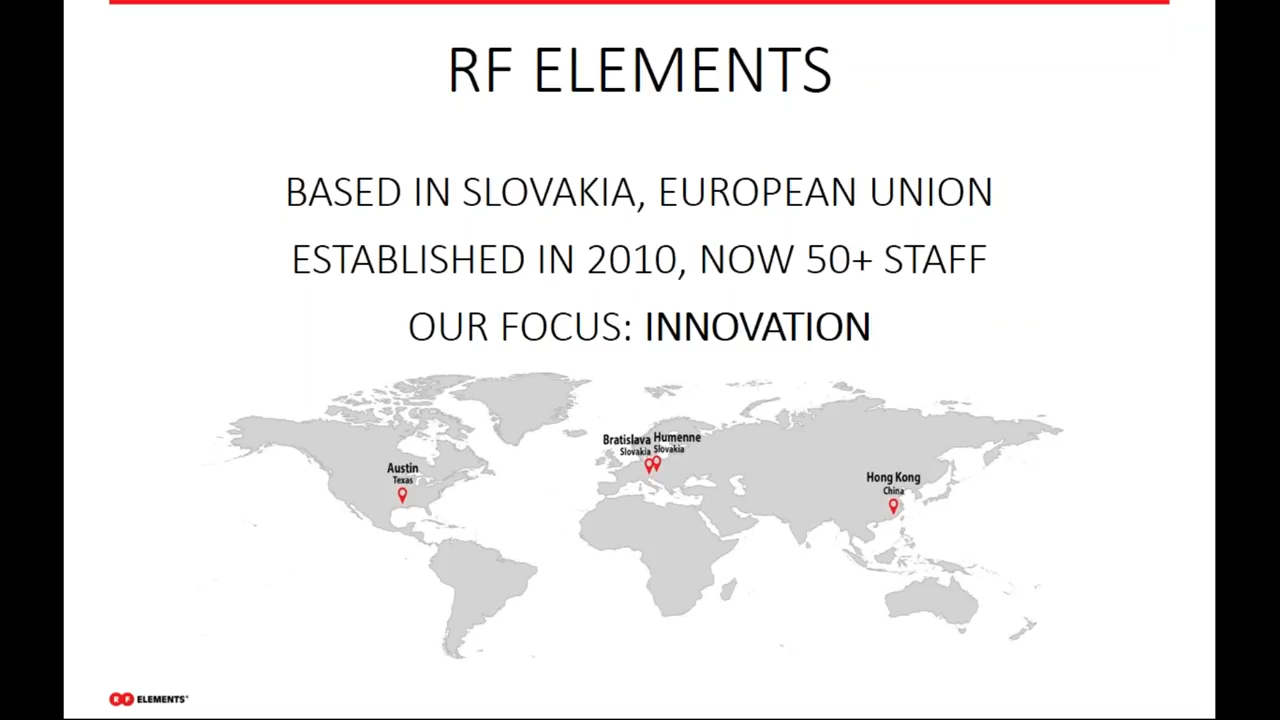 RF ELEMENTS
BASED IN SLOVAKIA, EUROPEAN UNION
ESTABLISHED IN 2010, NOW 50+ STAFF
OUR FOCUS: INNOVATION
Bratislava
Slovakia
Humenne
Slovakia
Austin
Texas
Hong Kong
China
RF ELEMENTS®